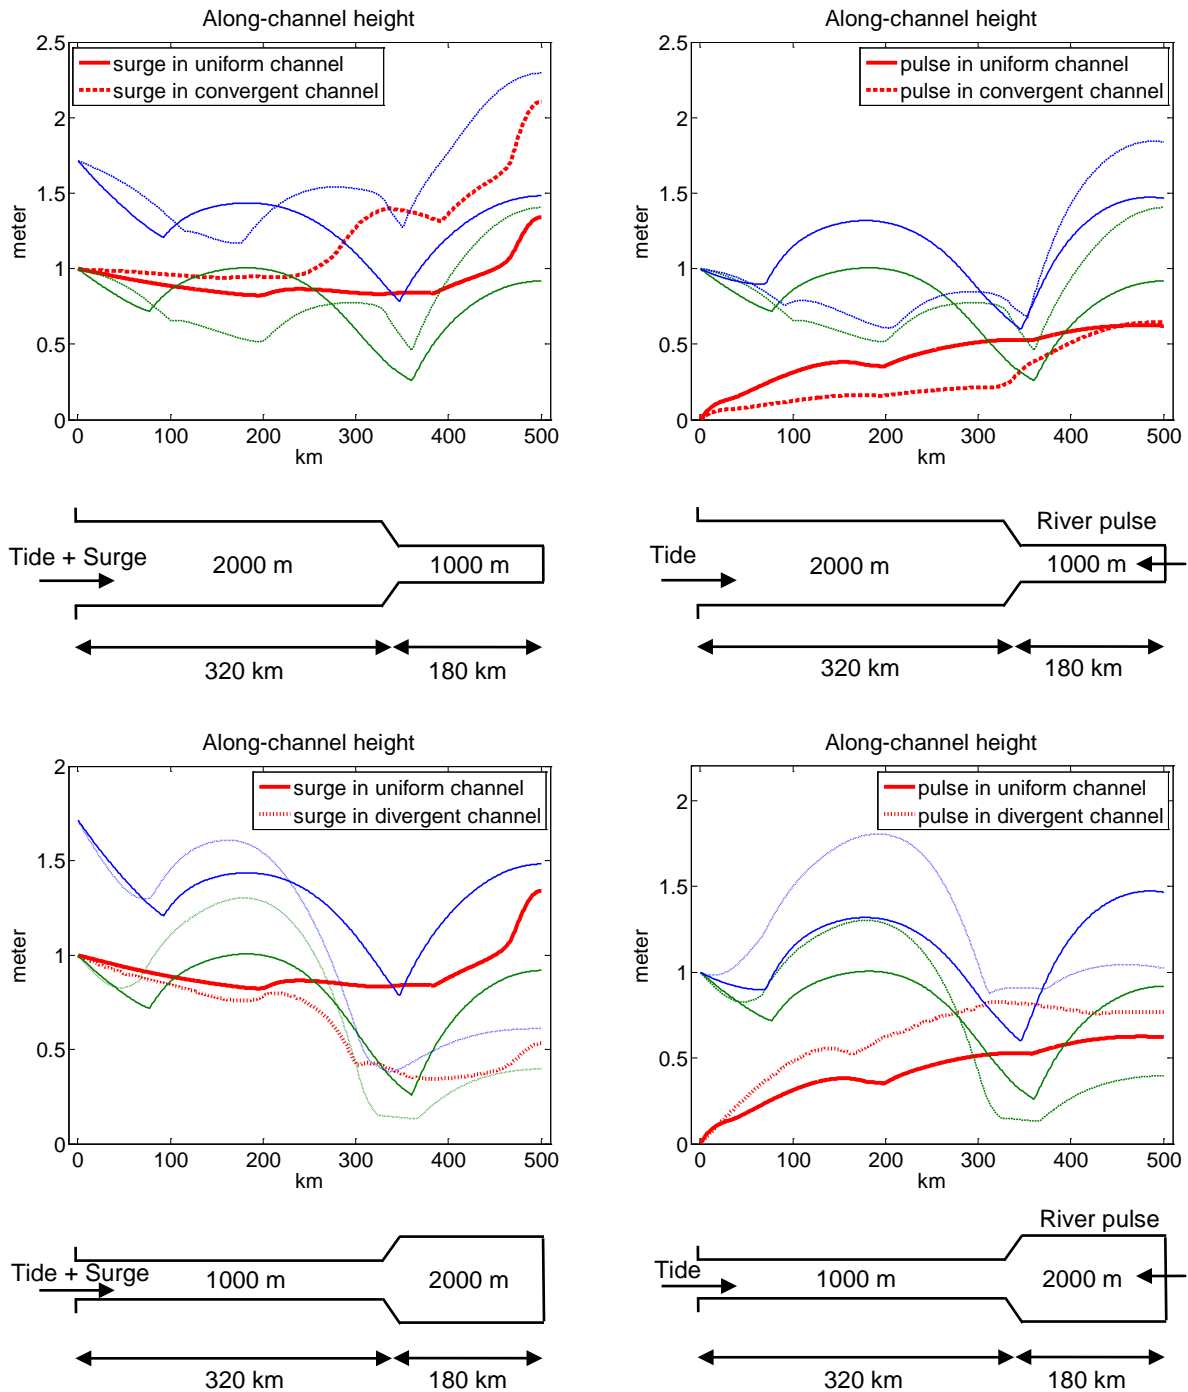 Along-channel height
2.5
2
1.5
1
0.5
0
meter
surge in uniform channel
surge in convergent channel
0 100 200 300 400 500
km
Along-channel height
2.5
2
1.5
1
0.5
0
meter
pulse in uniform channel
pulse in convergent channel
0 100 200 300 400 500
km
Tide + Surge
2000 m
1000 m
320 km
180 km
River pulse
Tide
2000 m
1000 m
320 km
180 km
Along-channel height
2
1.5
1
0.5
0
meter
surge in uniform channel
surge in divergent channel
0 100 200 300 400 500
km
Along-channel height
2
1.5
1
0.5
0
meter
pulse in uniform channel
pulse in divergent channel
0 100 200 300 400 500
km
Tide + Surge
1000 m
2000 m
320 km
180 km
River pulse
Tide
1000 m
2000 m
320 km
180 km